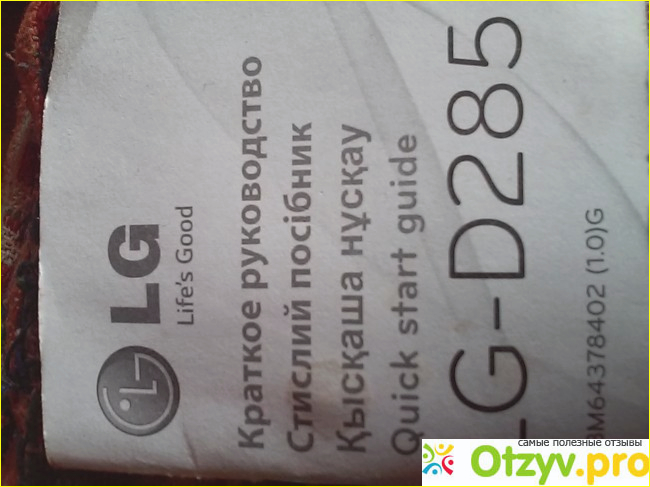 LG
Life's Good
Краткое руководство
Стислий посібник
Қысқаша нұсқау
Quick start guide
LG-D285
M64378402 (1.0)G
самые полезные отзывы
Otzyv.pro